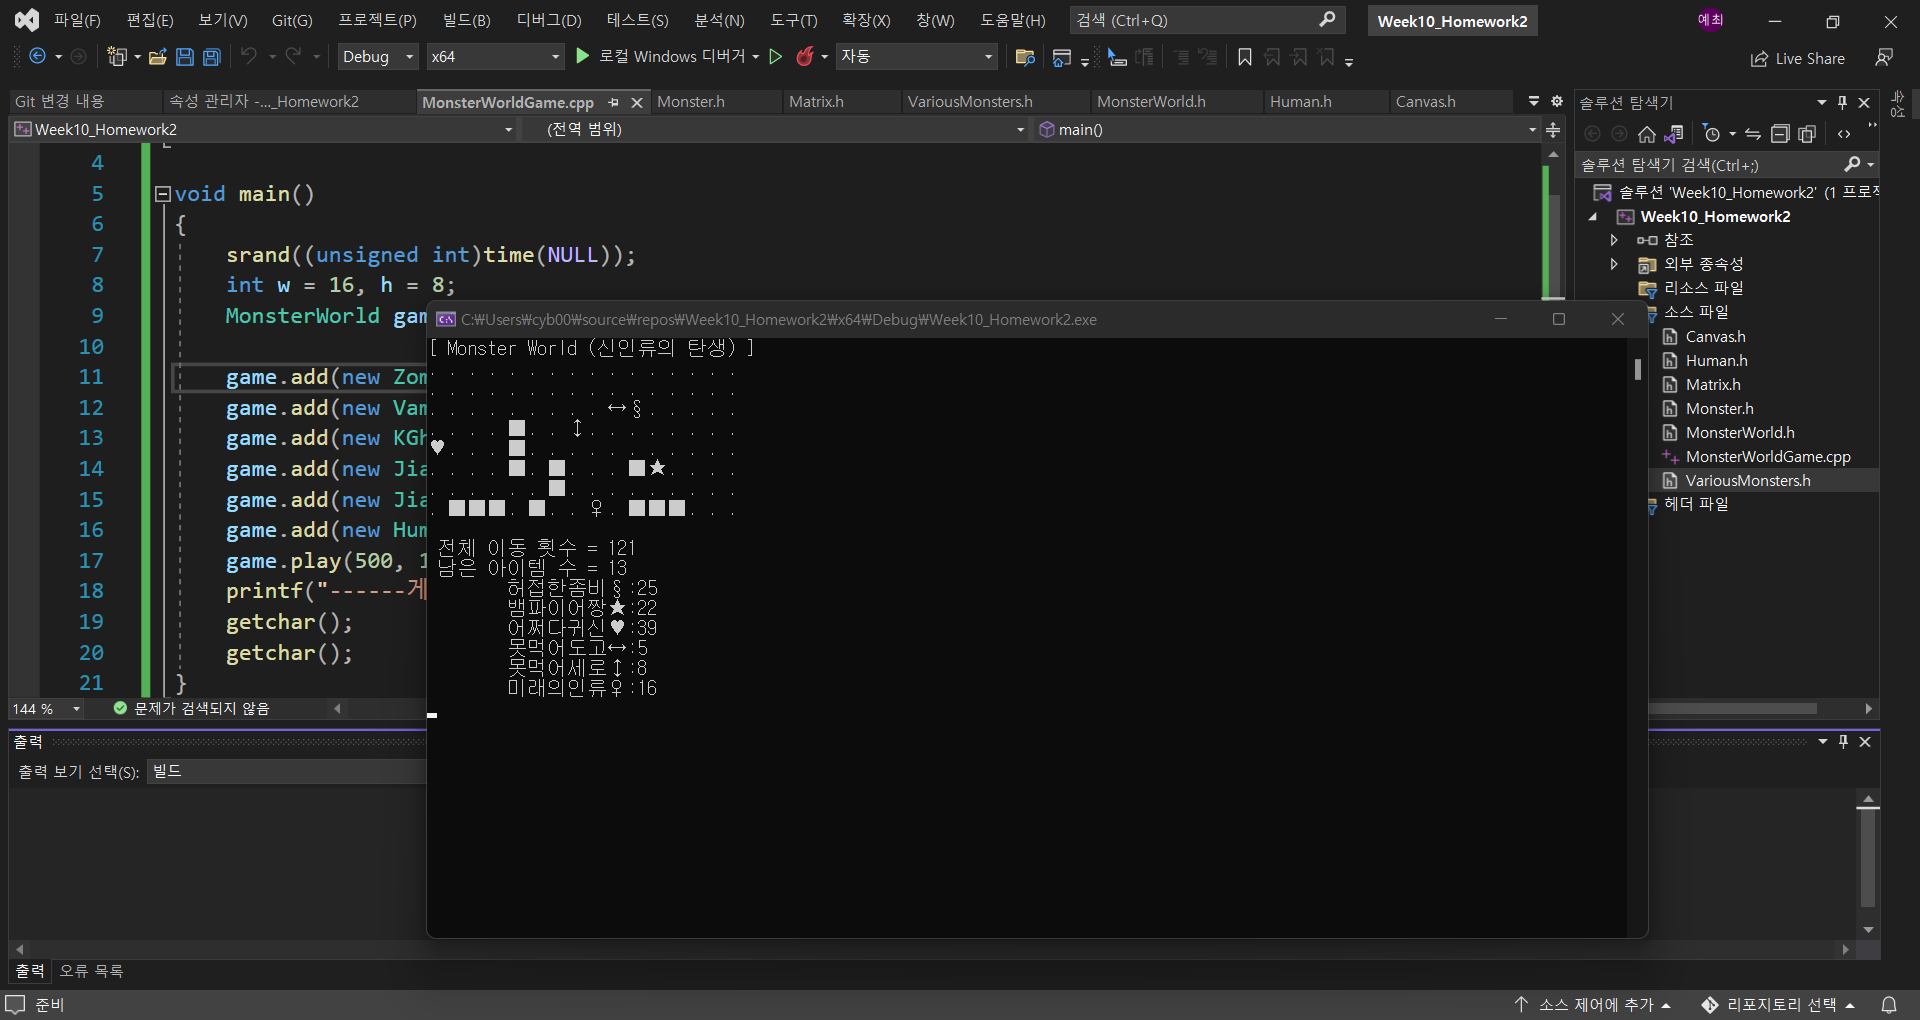 파일(F) 편집(E) 보기(V) Git(G) 프로젝트(P) 빌드(B) 디버그(D) 테스트(S) 분석(N) 도구(T) 확장(X) 창(W) 도움말(H) 검색 (Ctrl+Q) Week10_Homework2 예최
Debug x64 로컬 Windows 디버거 자동 Live Share
Git 변경 내용 속성 관리자 -..._Homework2 MonsterWorldGame.cpp Monster.h Matrix.h VariousMonsters.h MonsterWorld.h Human.h Canvas.h
Week10_Homework2 (전역 범위) main()
4
5 void main()
6 {
7 srand((unsigned int)time(NULL));
8 int w = 16, h = 8;
9 MonsterWorld gam
10
11 game.add(new Zom
12 game.add(new Vam
13 game.add(new KGh
14 game.add(new Jia
15 game.add(new Jia
16 game.add(new Hum
17 game.play(500, 1
18 printf("------게
19 getchar();
20 getchar();
21 }
144 % 문제가 검색되지 않음
C:\Users\cyb00\source\repos\Week10_Homework2\x64\Debug\Week10_Homework2.exe
[ Monster World (신인류의 탄생) ]
. . . . . . . . . . . . . . . .
. . . . . . . . . . . . . . . .
. . . . . . . . . ↔§. . . . .
. . . . ■. . ↕. . . . . . . .
♥. . . ■. . . . . . . . . . .
. . . . ■. ■. . . ■★. . . .
. . . . . . ■. . . . . . . . .
. ■■■. ■. . ♀. ■■■. . .
전체 이동 횟수 = 121
남은 아이템 수 = 13
허접한좀비§:25
뱀파이어짱★:22
어쩌다귀신♥:39
못먹어도고↔:5
못먹어세로↕:8
미래의인류♀:16
솔루션 탐색기
솔루션 탐색기 검색(Ctrl+;)
솔루션 'Week10_Homework2' (1 프로젝
Week10_Homework2
참조
외부 종속성
리소스 파일
소스 파일
Canvas.h
Human.h
Matrix.h
Monster.h
MonsterWorld.h
MonsterWorldGame.cpp
VariousMonsters.h
헤더 파일
속성
출력
출력 보기 선택(S): 빌드
출력 오류 목록
준비 소스 제어에 추가 리포지토리 선택